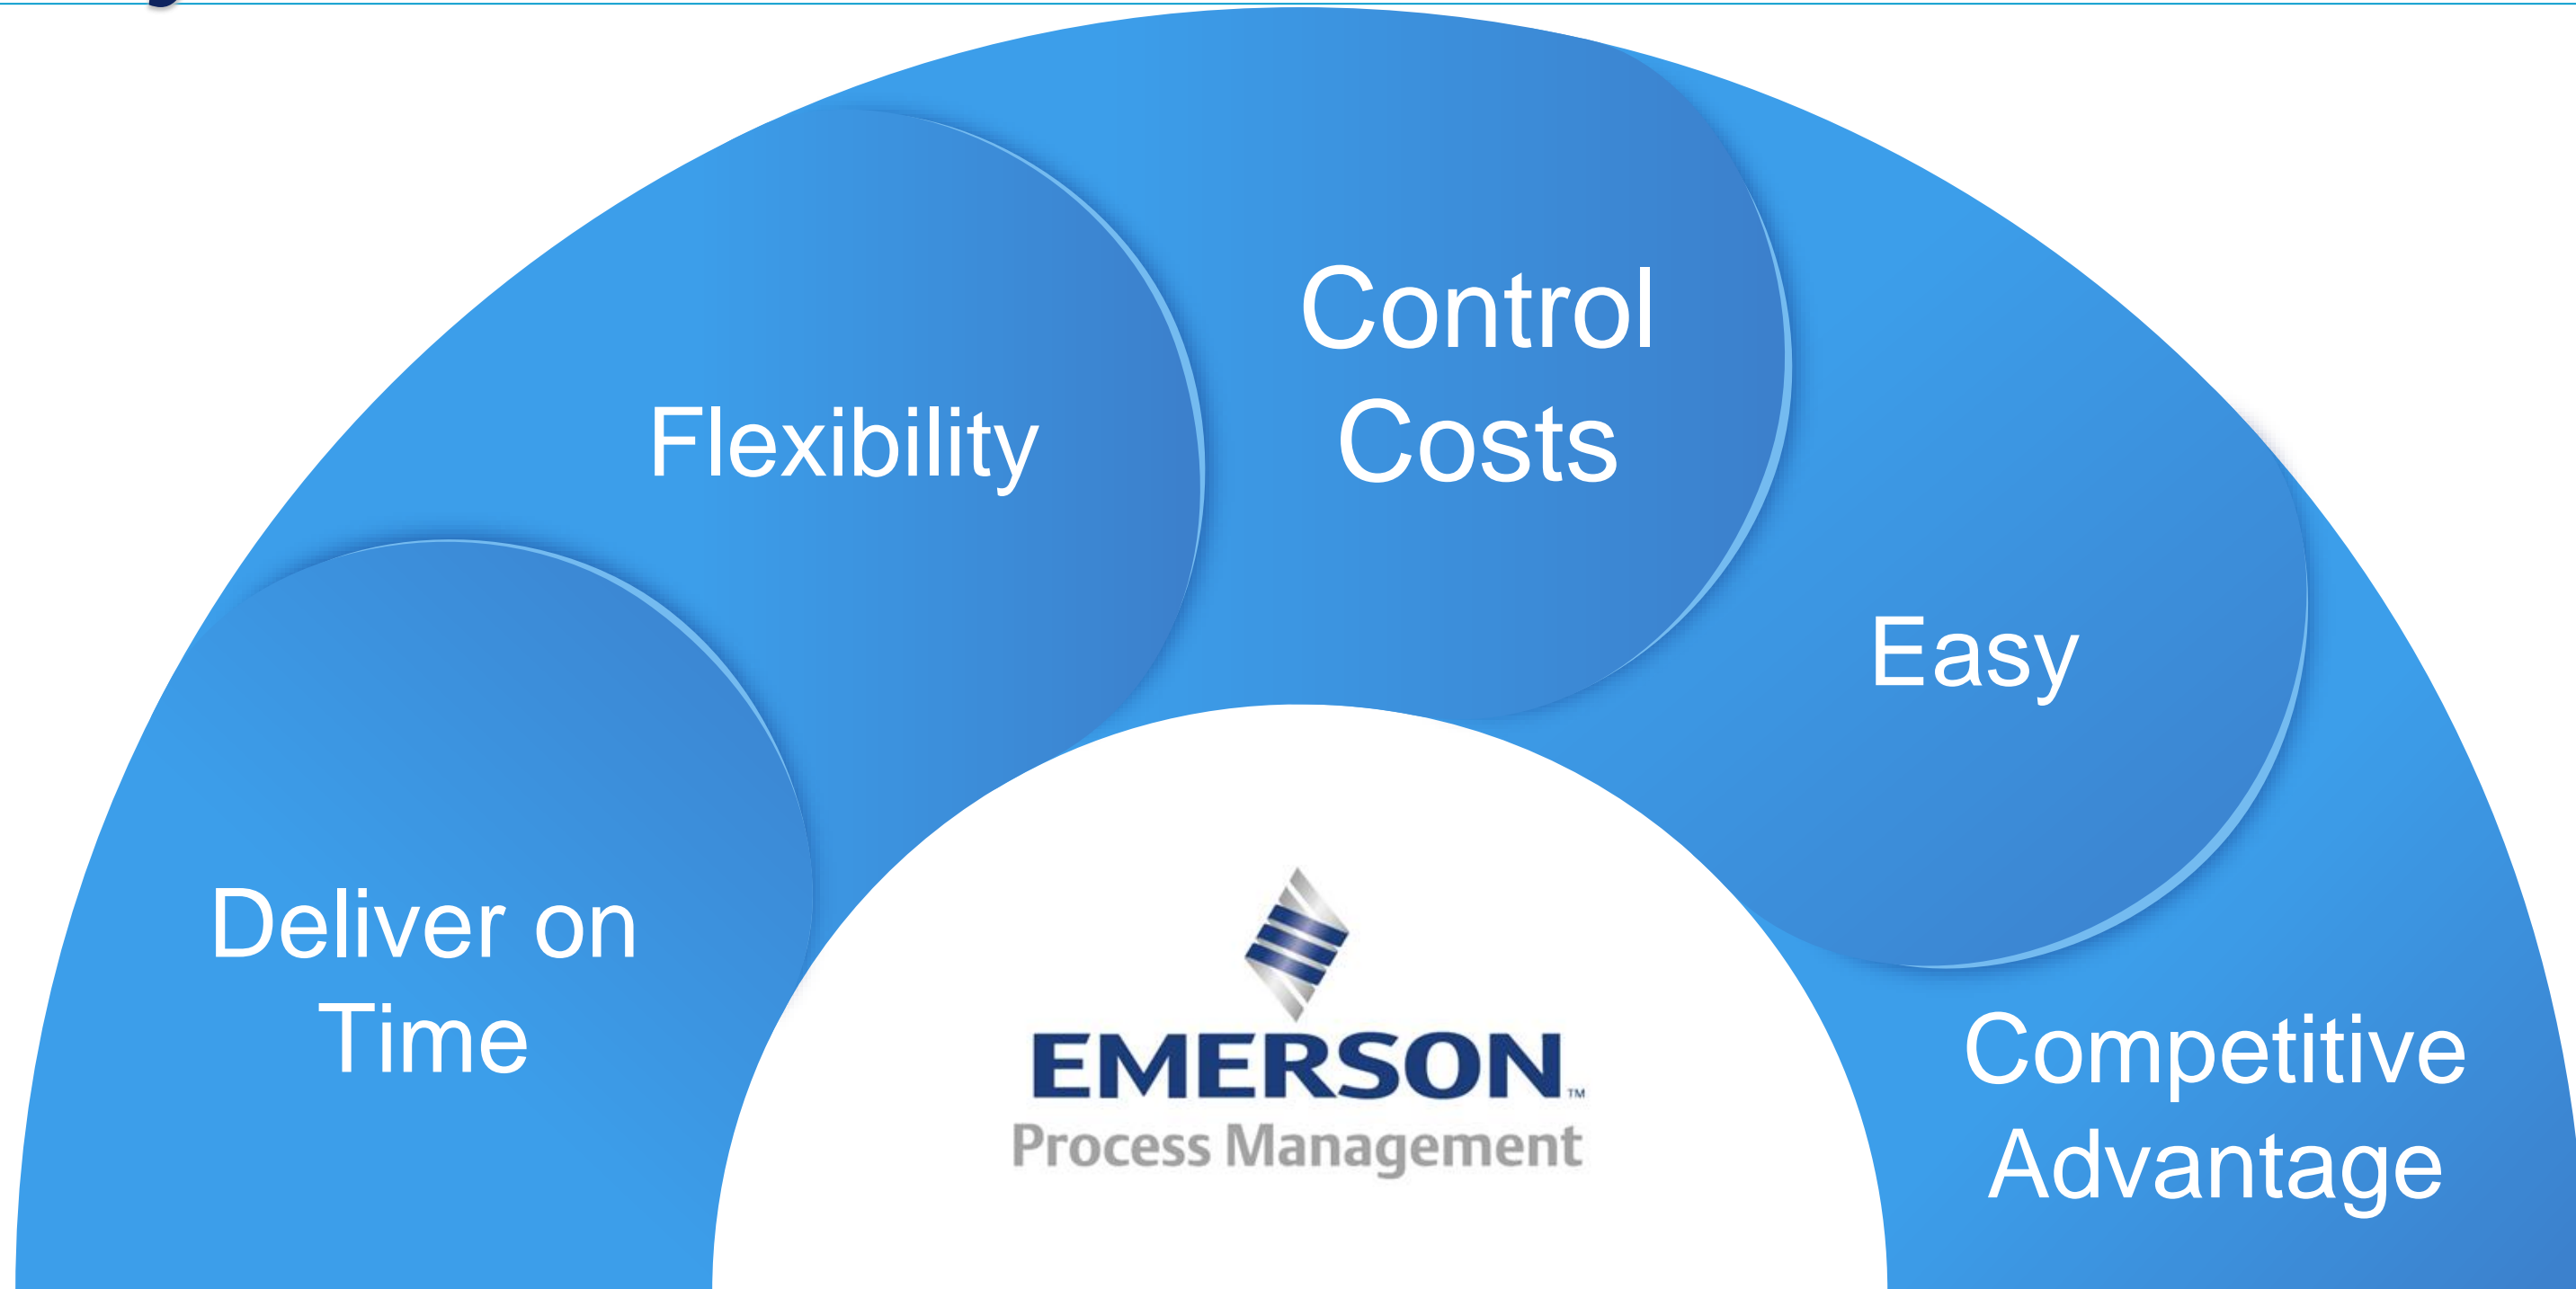 Deliver on
Time
Flexibility
Control
Costs
Easy
Competitive
Advantage
EMERSON™
Process Management